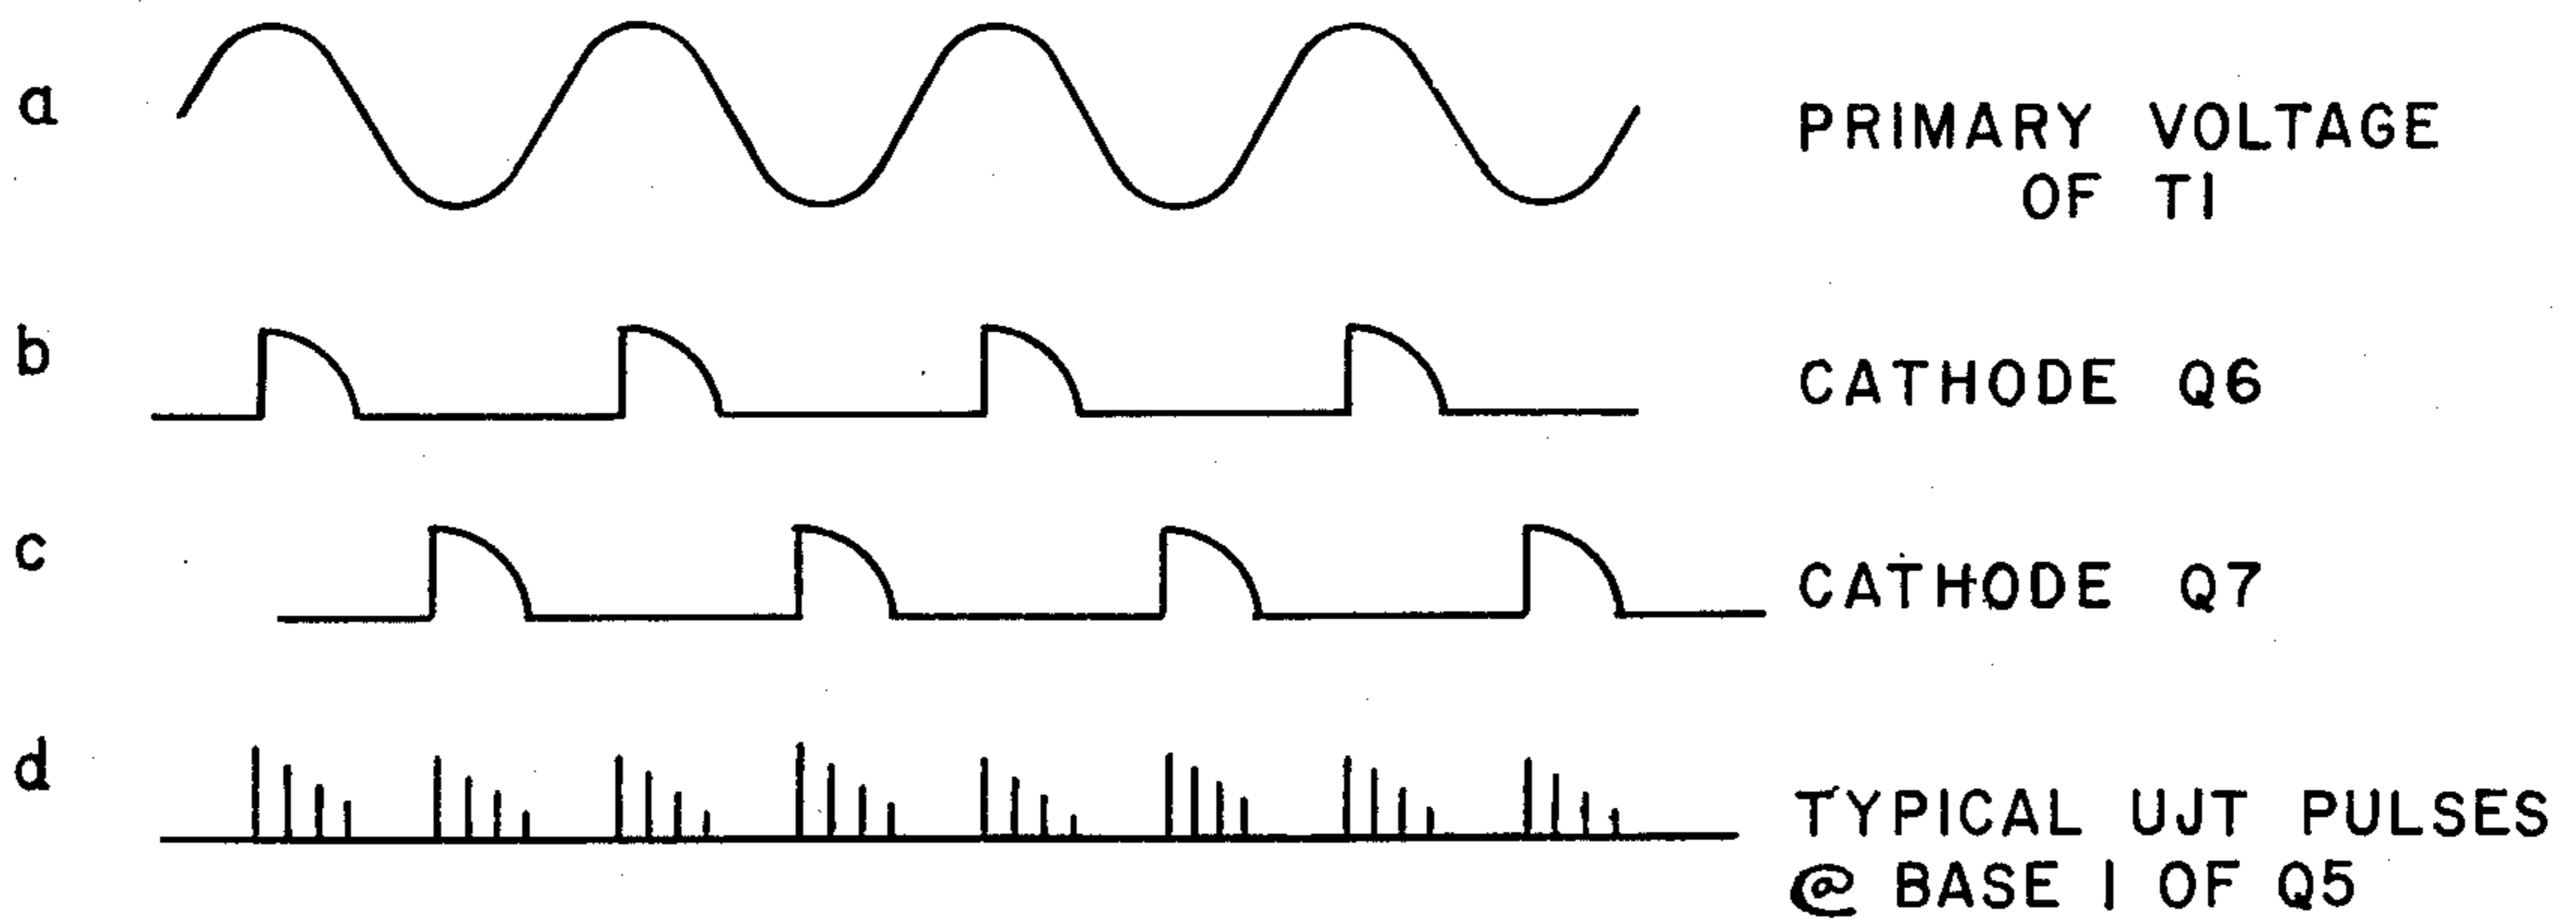 a
PRIMARY VOLTAGE
OF T1
b
CATHODE Q6
c
CATHODE Q7
d
TYPICAL UJT PULSES
@ BASE 1 OF Q5